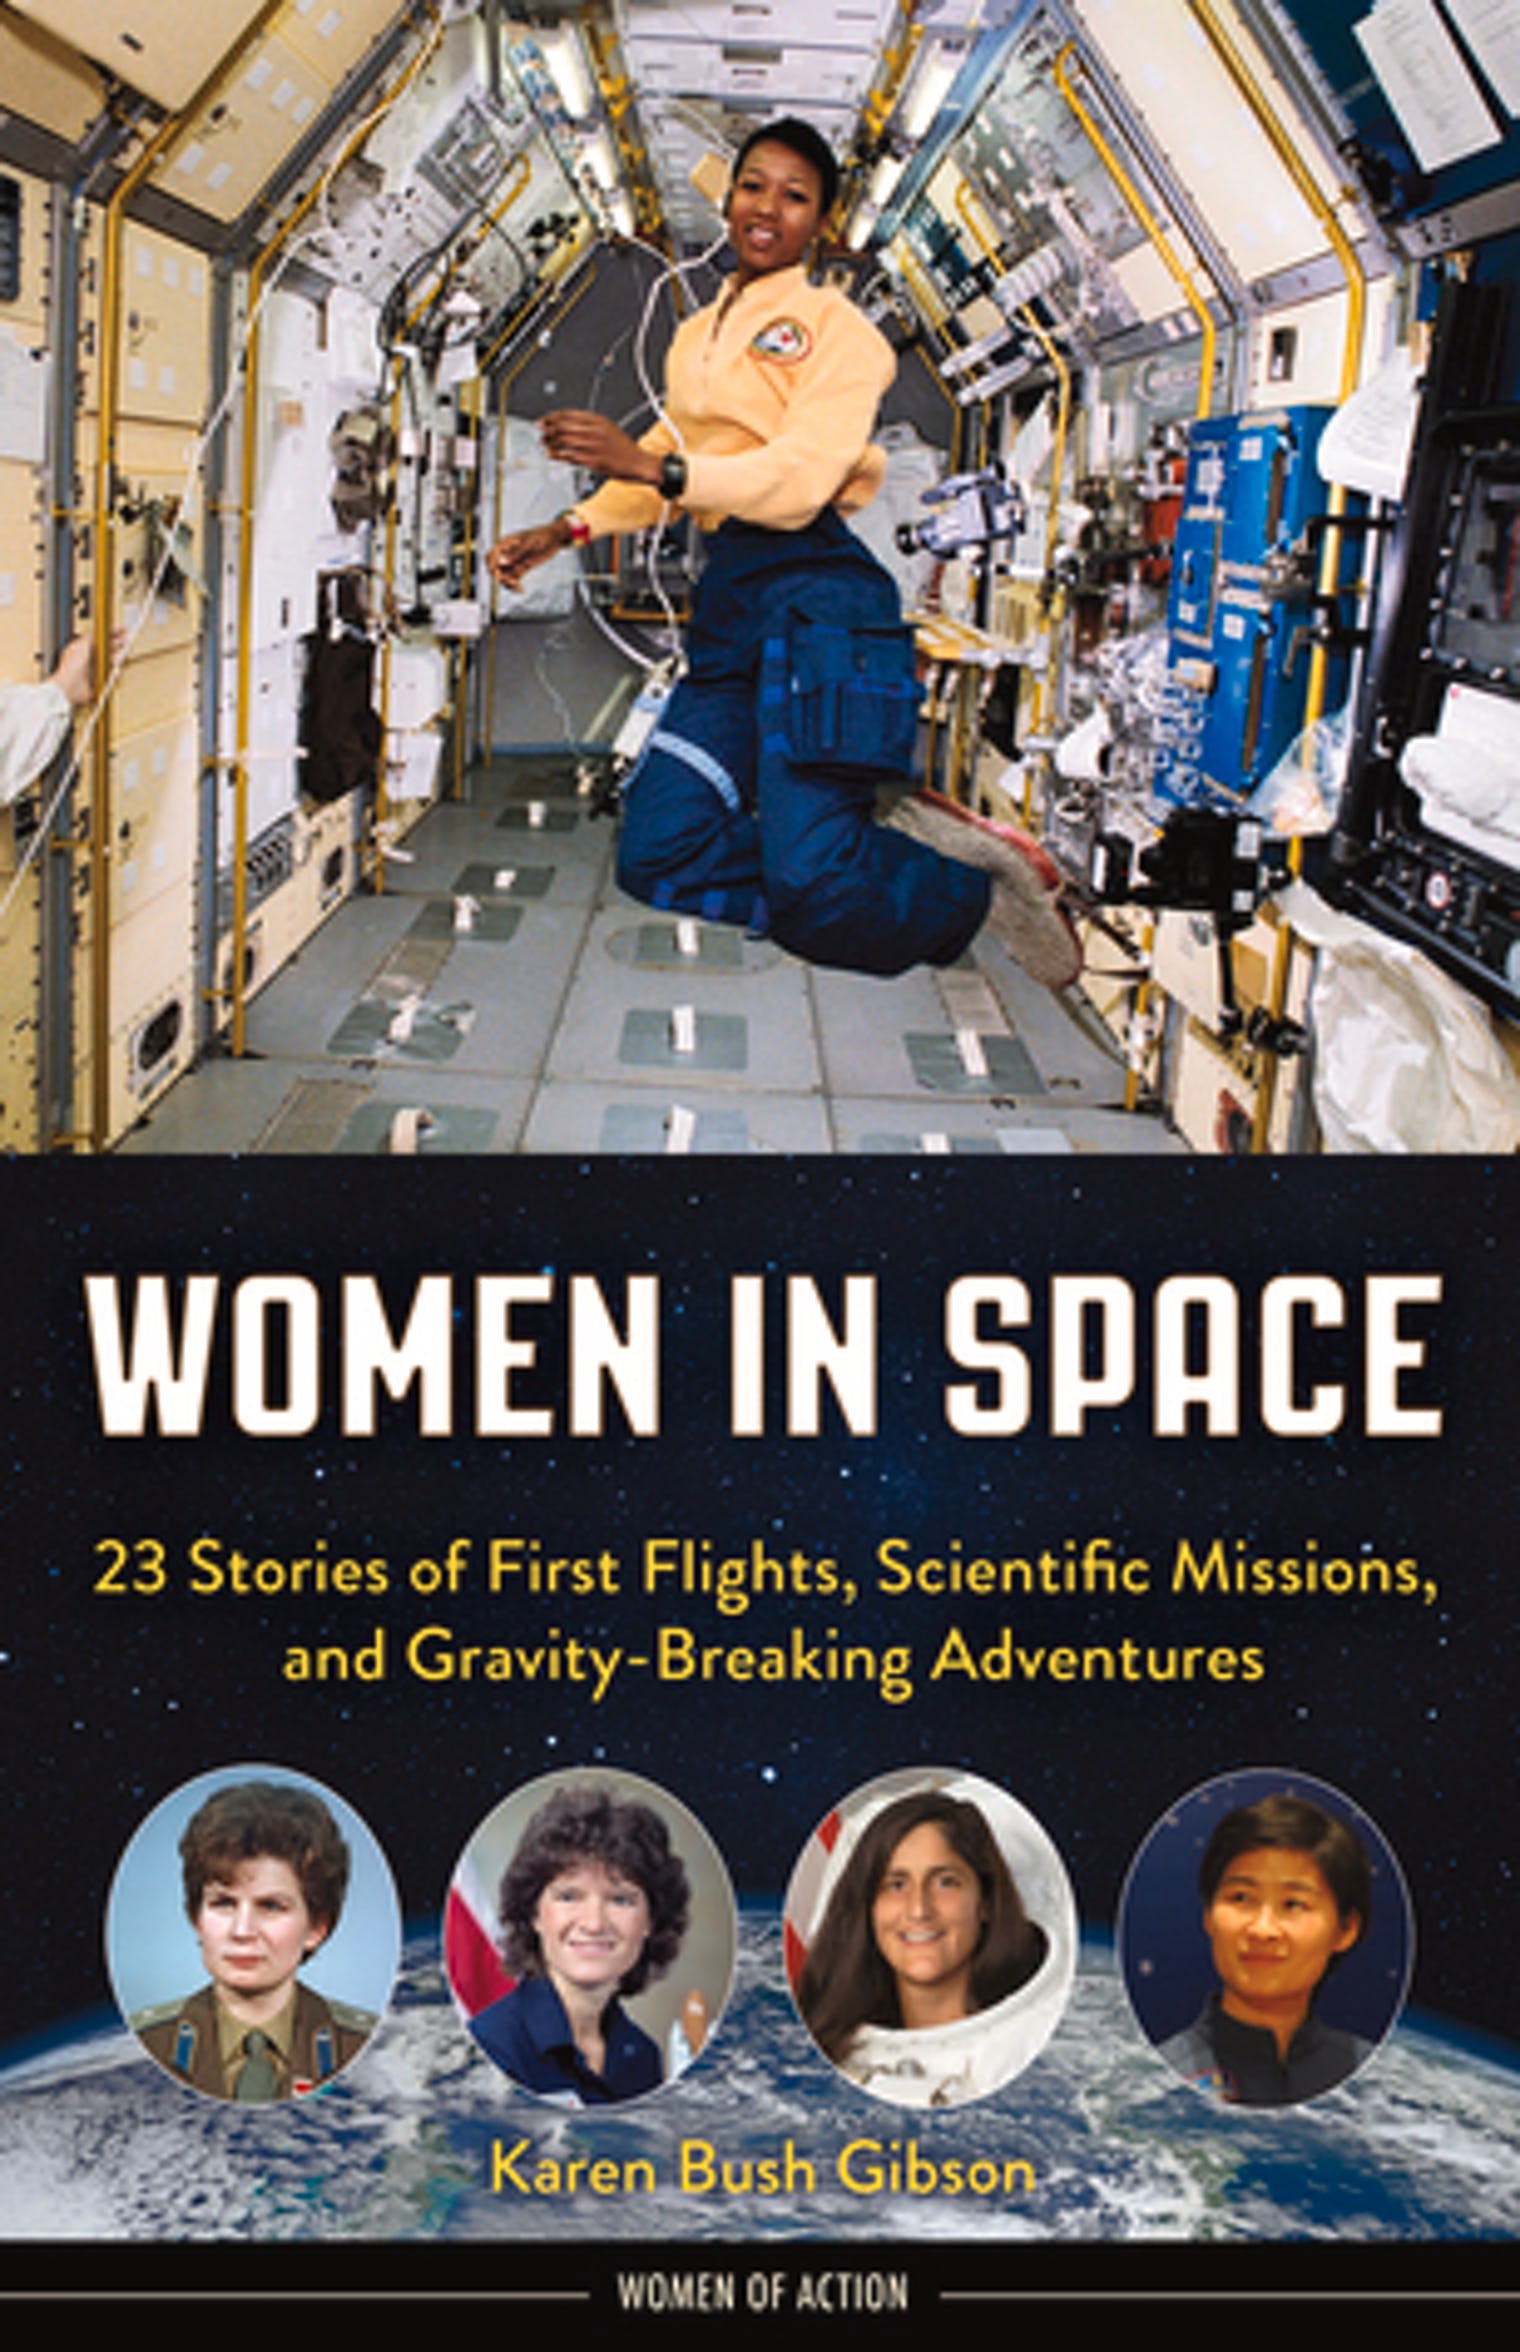 WOMEN IN SPACE
23 Stories of First Flights, Scientific Missions,
and Gravity-Breaking Adventures
Karen Bush Gibson
WOMEN OF ACTION